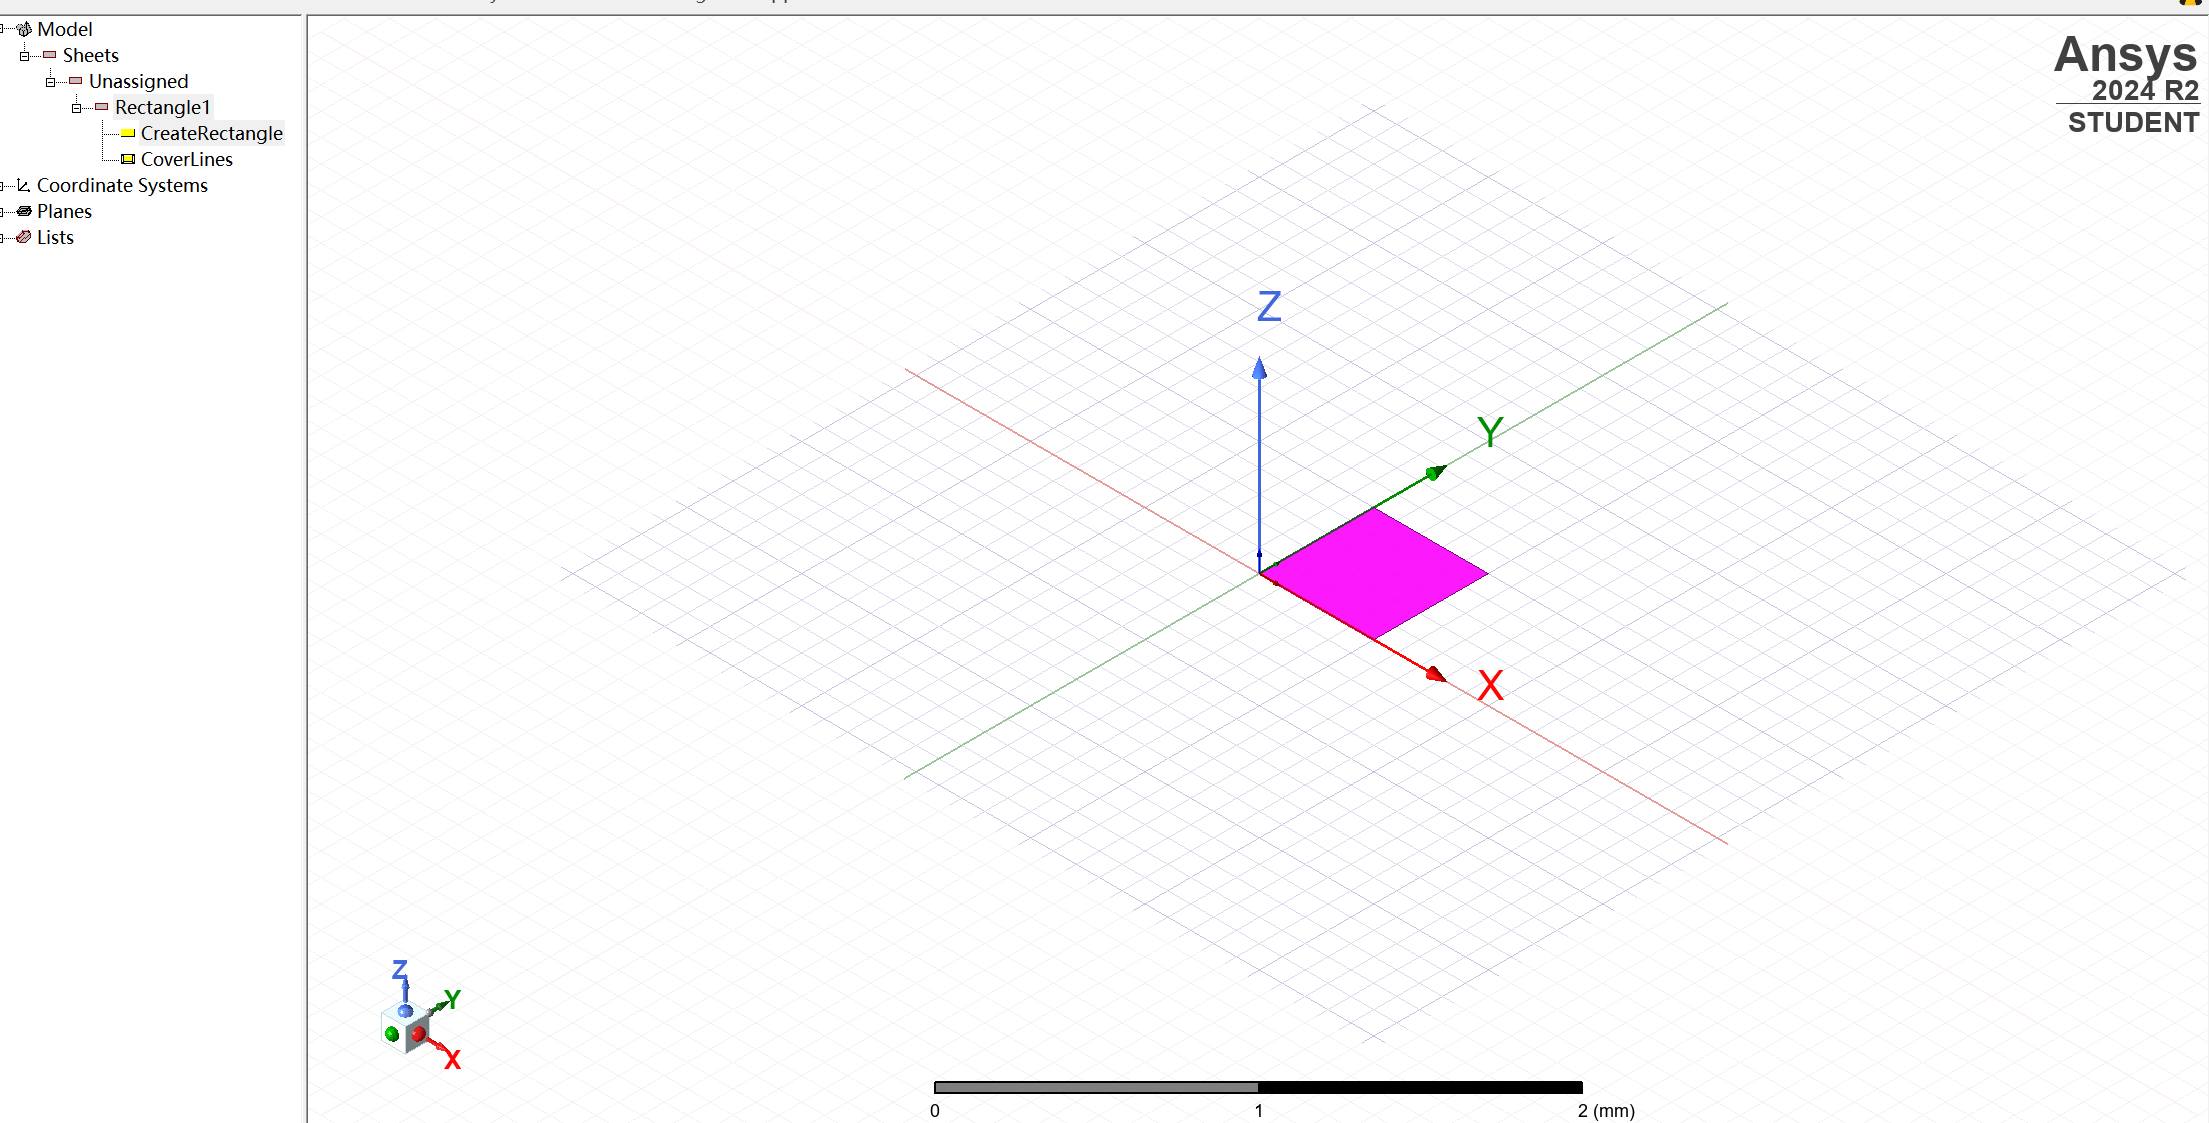 Model
Sheets
Unassigned
Rectangle1
CreateRectangle
CoverLines
Coordinate Systems
Planes
Lists
Ansys
2024 R2
STUDENT
Z
Y
X
Z
Y
X
0 1 2 (mm)